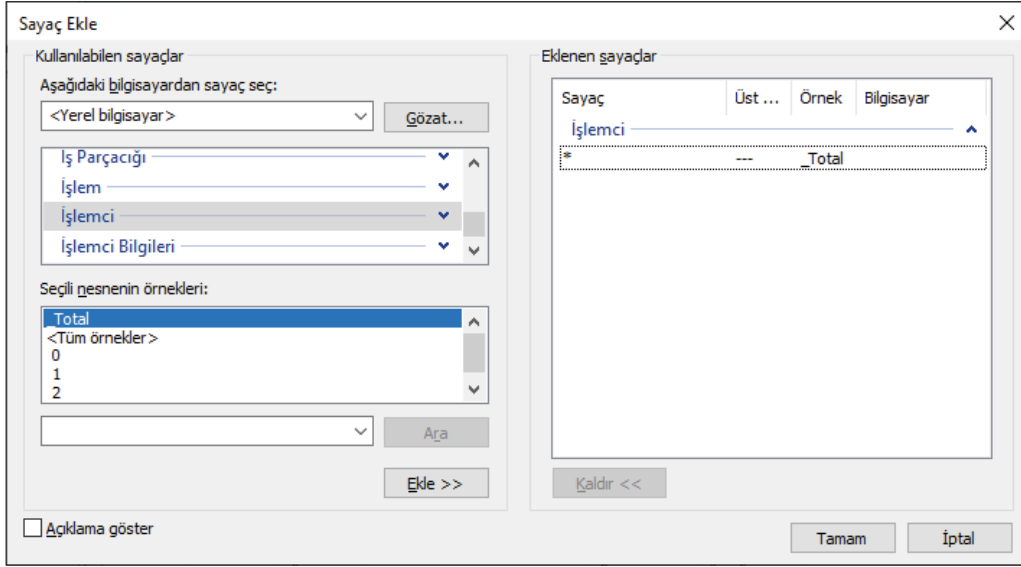 Sayaç Ekle
Kullanılabilen sayaçlar
Aşağıdaki bilgisayardan sayaç seç:
<Yerel bilgisayar>
Gözat...
İş Parçacığı
İşlem
İşlemci
İşlemci Bilgileri
Seçili nesnenin örnekleri:
_Total
<Tüm örnekler>
0
1
2
Ara
Ekle >>
Açıklama göster
Eklenen sayaçlar
Sayaç Üst ... Örnek Bilgisayar
İşlemci
* --- _Total
Kaldır <<
Tamam İptal